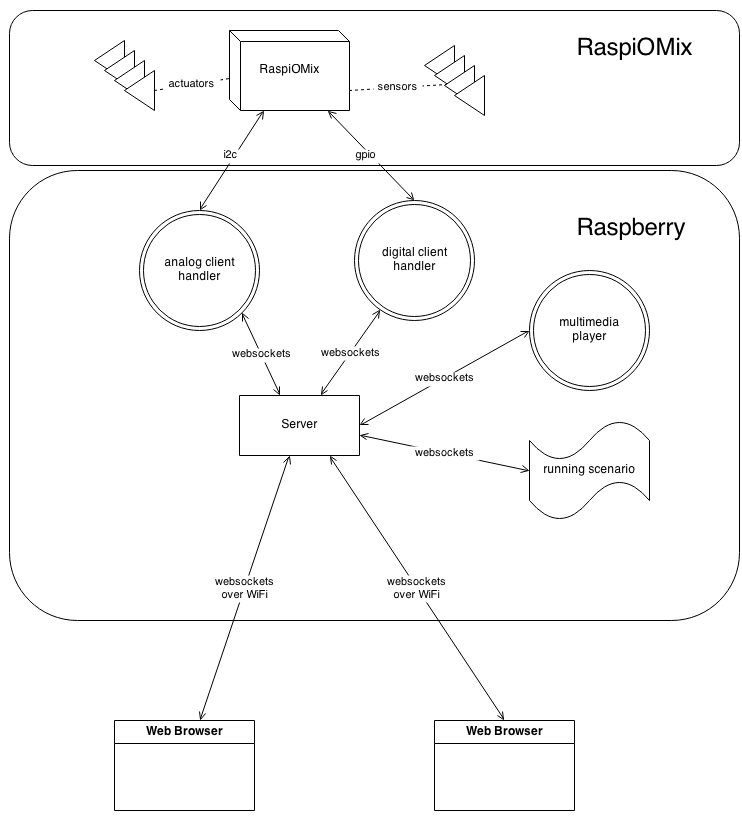 RaspiOMix
RaspiOMix
actuators
sensors
i2c
gpio
Raspberry
analog client
handler
digital client
handler
multimedia
player
websockets
websockets
websockets
Server
websockets
running scenario
websockets
over WiFi
websockets
over WiFi
Web Browser
Web Browser